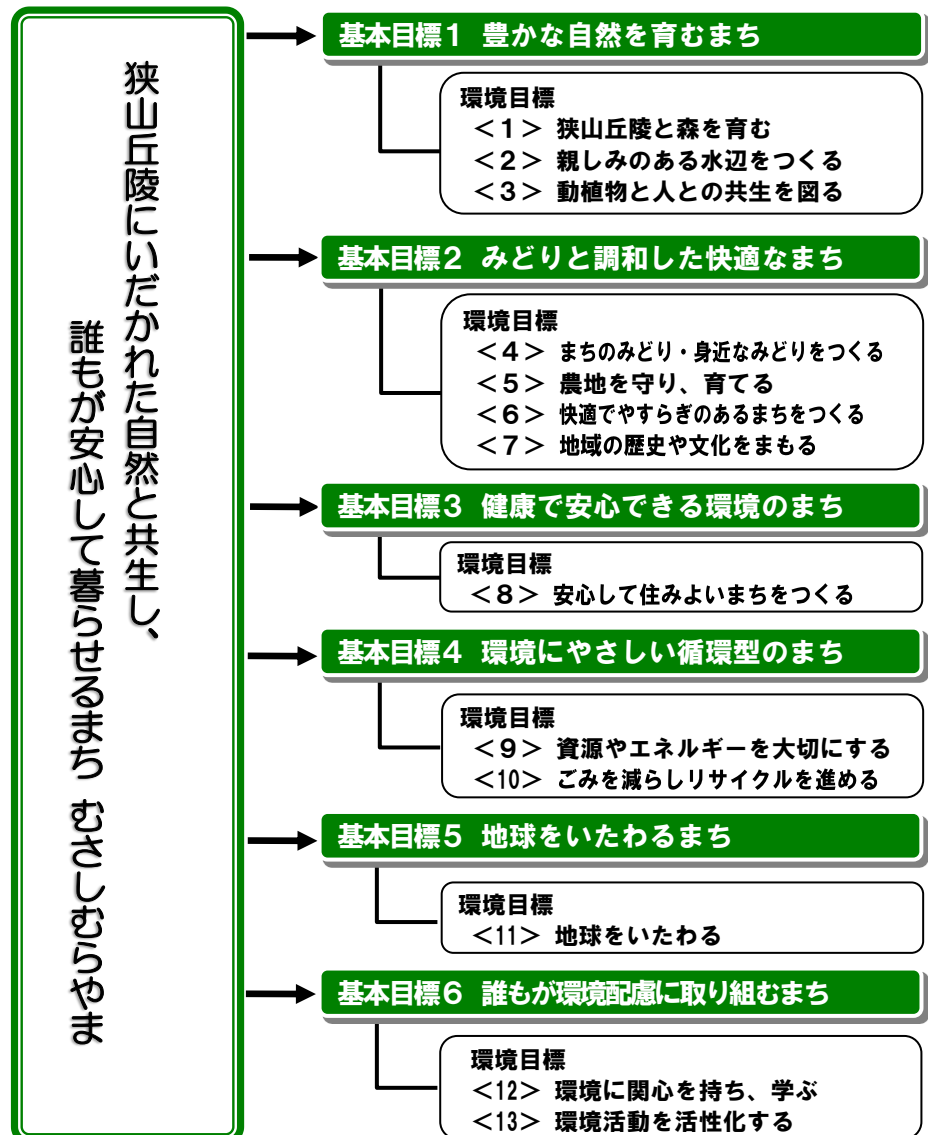 狭山丘陵にいだかれた自然と共生し、
誰もが安心して暮らせるまち むさしむらやま
基本目標1 豊かな自然を育むまち
環境目標
＜1＞ 狭山丘陵と森を育む
＜2＞ 親しみのある水辺をつくる
＜3＞ 動植物と人との共生を図る
基本目標2 みどりと調和した快適なまち
環境目標
＜4＞ まちのみどり・身近なみどりをつくる
＜5＞ 農地を守り、育てる
＜6＞ 快適でやすらぎのあるまちをつくる
＜7＞ 地域の歴史や文化をまもる
基本目標3 健康で安心できる環境のまち
環境目標
＜8＞ 安心して住みよいまちをつくる
基本目標4 環境にやさしい循環型のまち
環境目標
＜9＞ 資源やエネルギーを大切にする
＜10＞ ごみを減らしリサイクルを進める
基本目標5 地球をいたわるまち
環境目標
＜11＞ 地球をいたわる
基本目標6 誰もが環境配慮に取り組むまち
環境目標
＜12＞ 環境に関心を持ち、学ぶ
＜13＞ 環境活動を活性化する